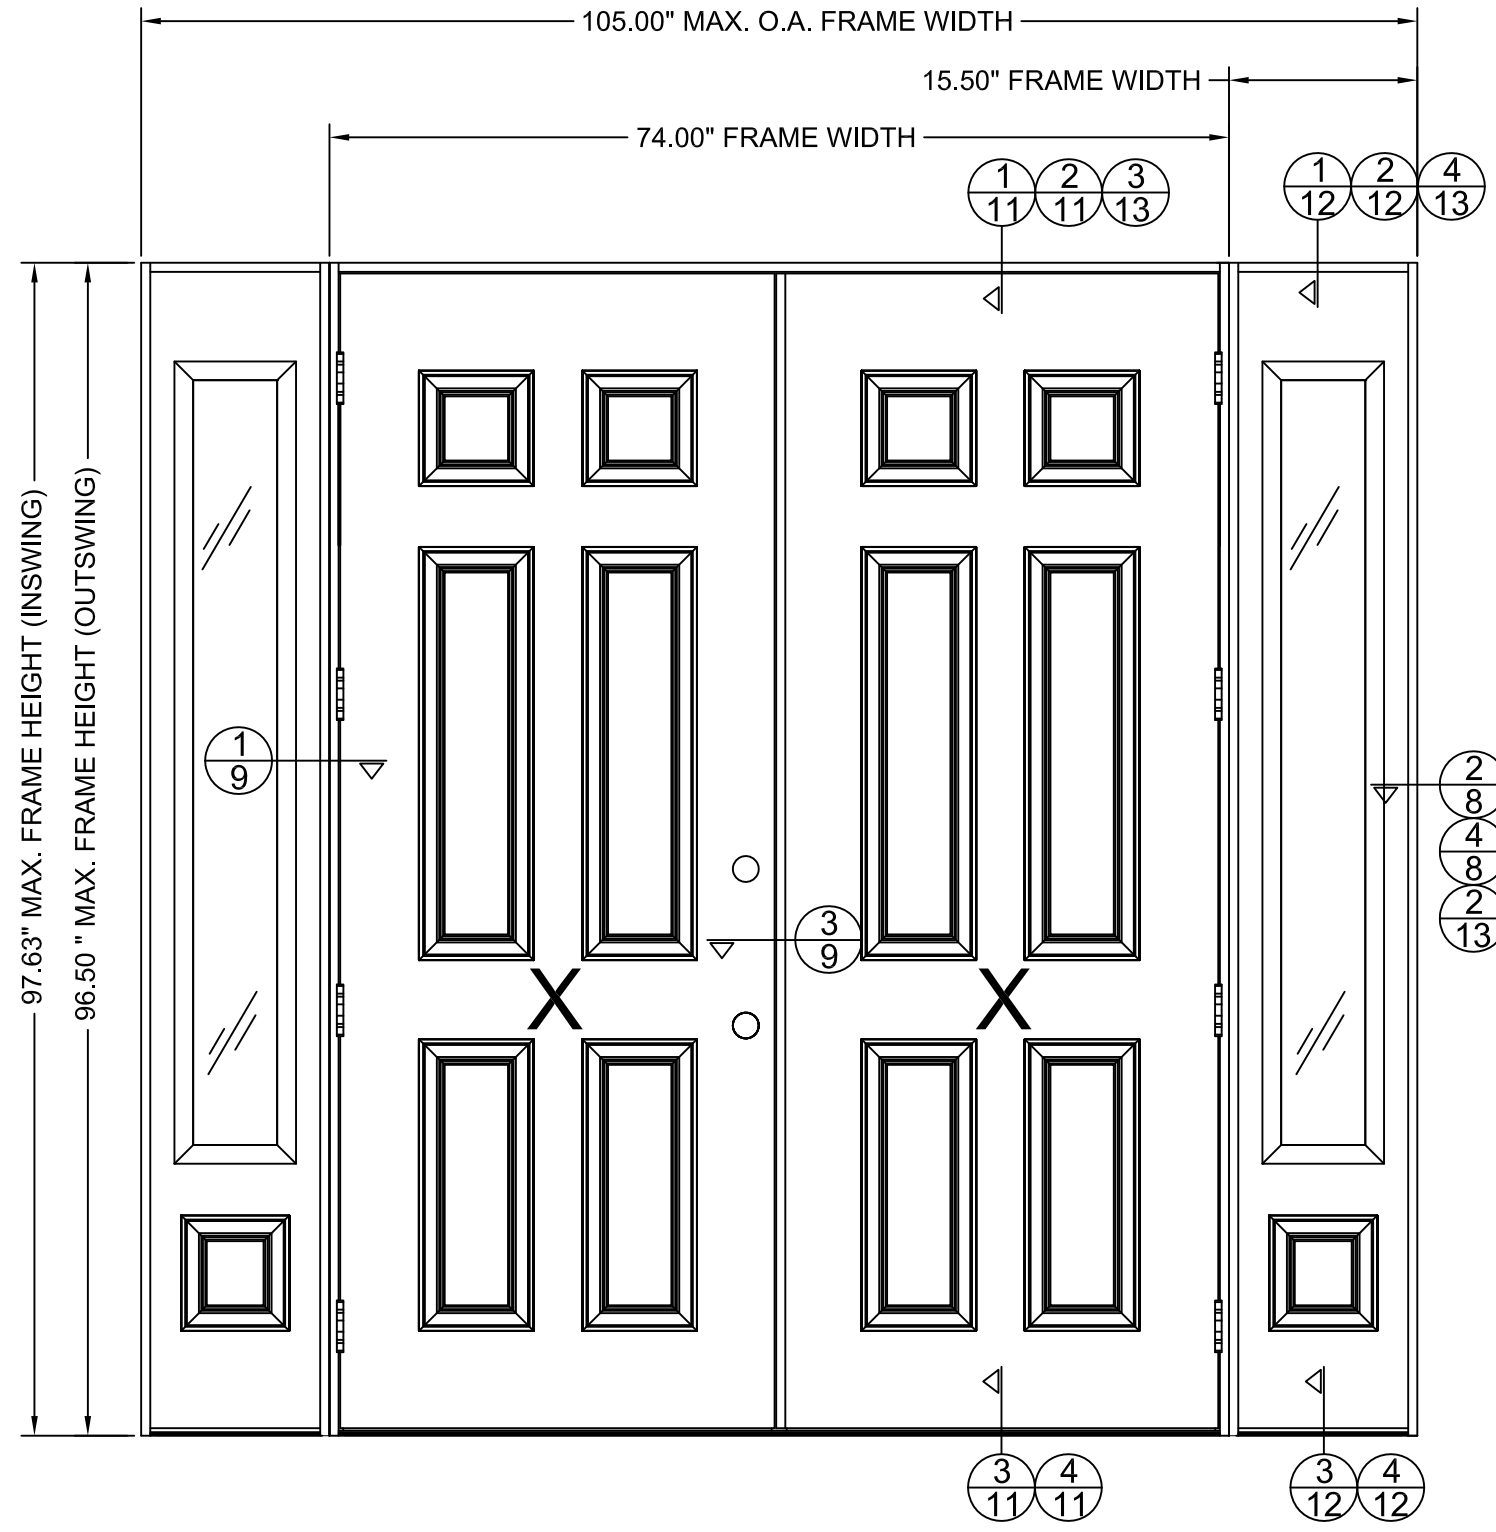 105.00" MAX. O.A. FRAME WIDTH
15.50" FRAME WIDTH
74.00" FRAME WIDTH
1 2 3
11 11 13
1 2 4
12 12 13
97.63" MAX. FRAME HEIGHT (INSWING)
96.50 " MAX. FRAME HEIGHT (OUTSWING)
1
9
2
8
4
8
2
13
3
9
X X
3 4
11 11
3 4
12 12